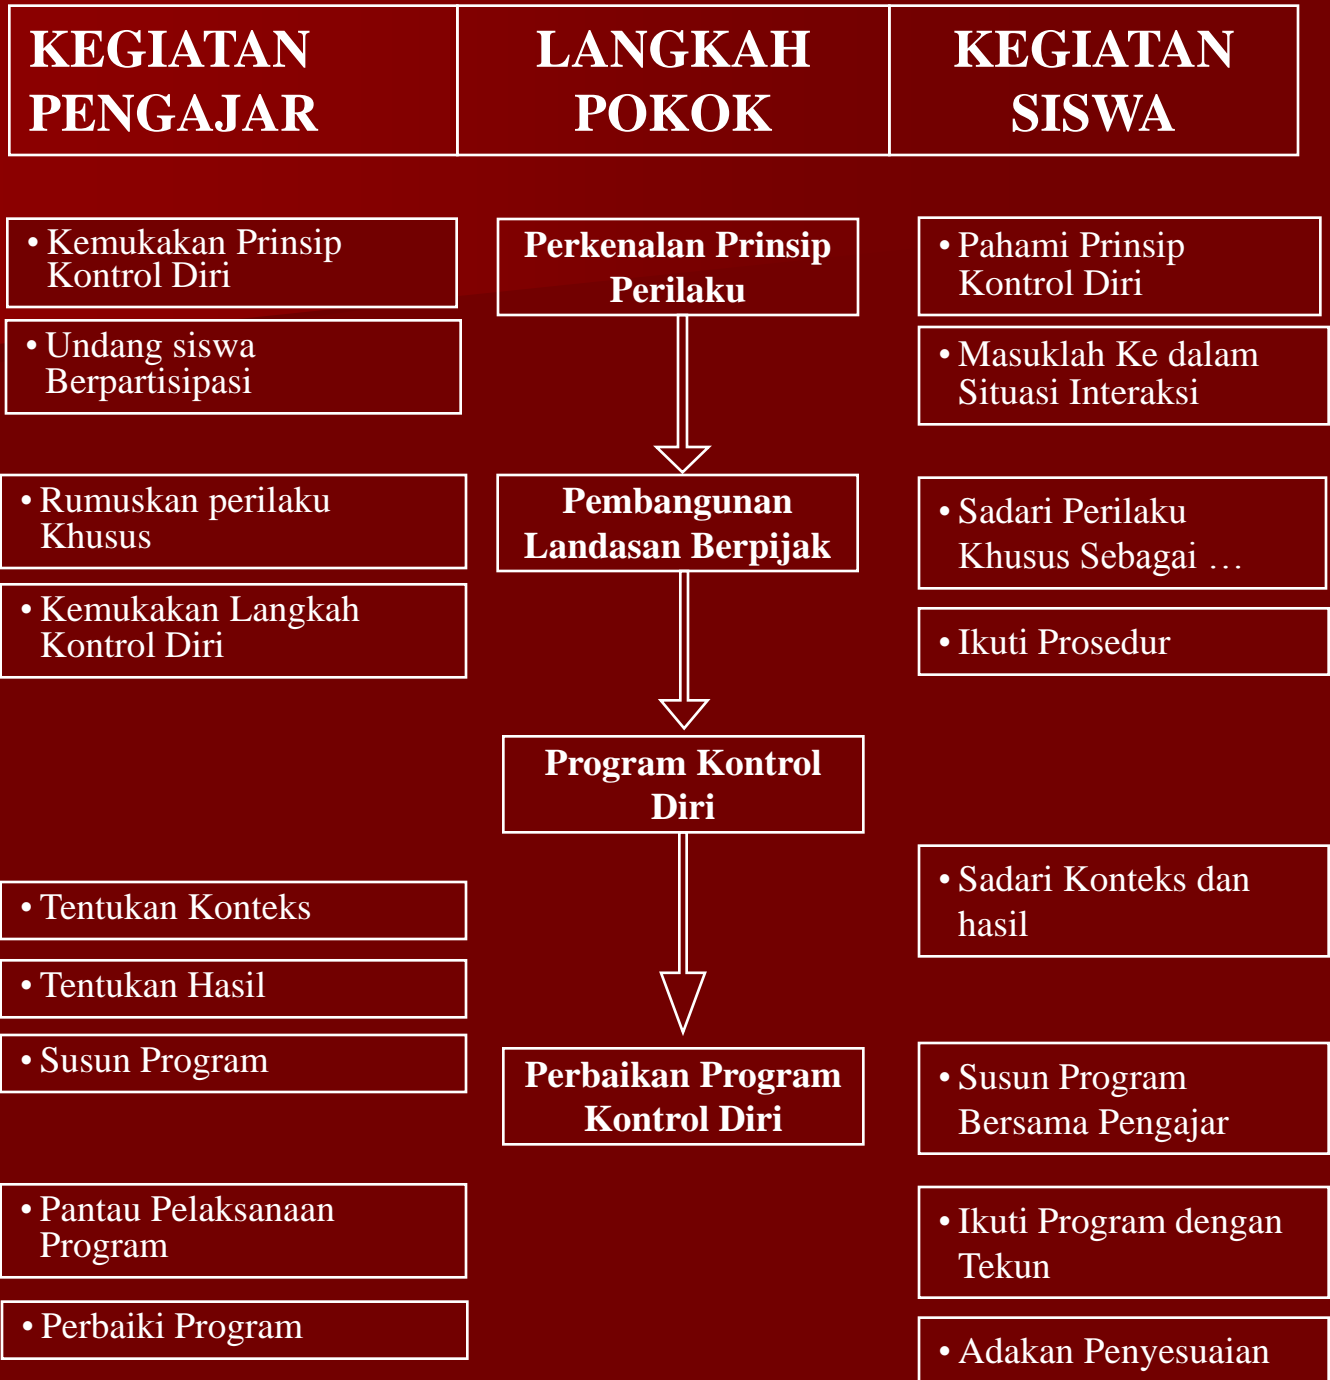 KEGIATAN
PENGAJAR
LANGKAH
POKOK
KEGIATAN
SISWA
• Kemukakan Prinsip
Kontrol Diri
Perkenalan Prinsip
Perilaku
• Pahami Prinsip
Kontrol Diri
• Undang siswa
Berpartisipasi
• Masuklah Ke dalam
Situasi Interaksi
• Rumuskan perilaku
Khusus
Pembangunan
Landasan Berpijak
• Sadari Perilaku
Khusus Sebagai …
• Kemukakan Langkah
Kontrol Diri
• Ikuti Prosedur
Program Kontrol
Diri
• Tentukan Konteks
• Sadari Konteks dan
hasil
• Tentukan Hasil
• Susun Program
Perbaikan Program
Kontrol Diri
• Susun Program
Bersama Pengajar
• Pantau Pelaksanaan
Program
• Ikuti Program dengan
Tekun
• Perbaiki Program
• Adakan Penyesuaian